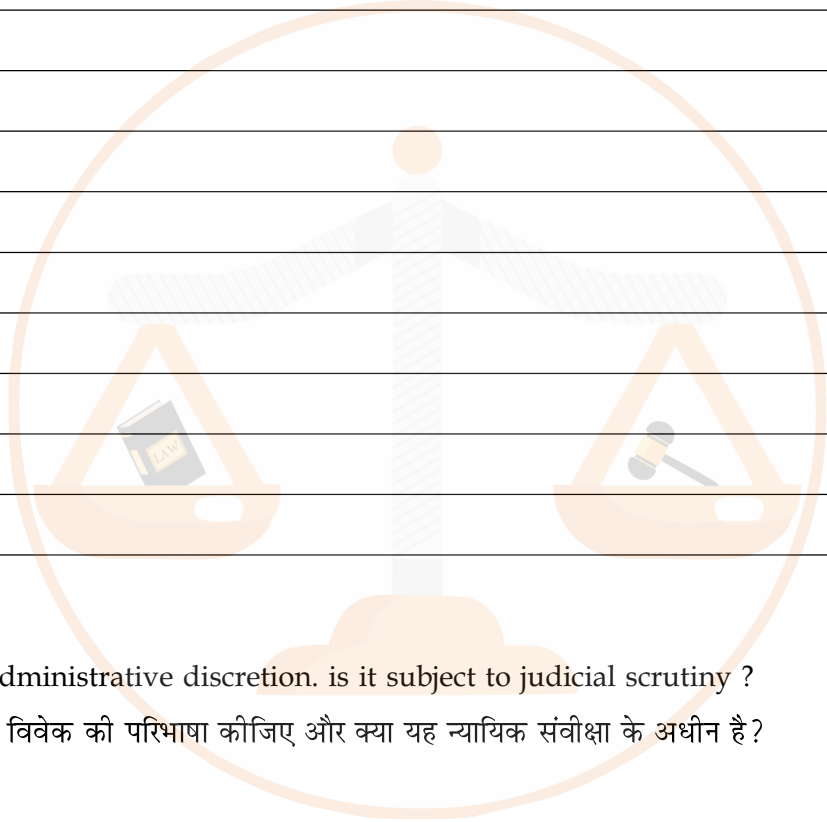 LAW
dministrative discretion. is it subject to judicial scrutiny ?
विवेक की परिभाषा कीजिए और क्या यह न्यायिक संवीक्षा के अधीन है?